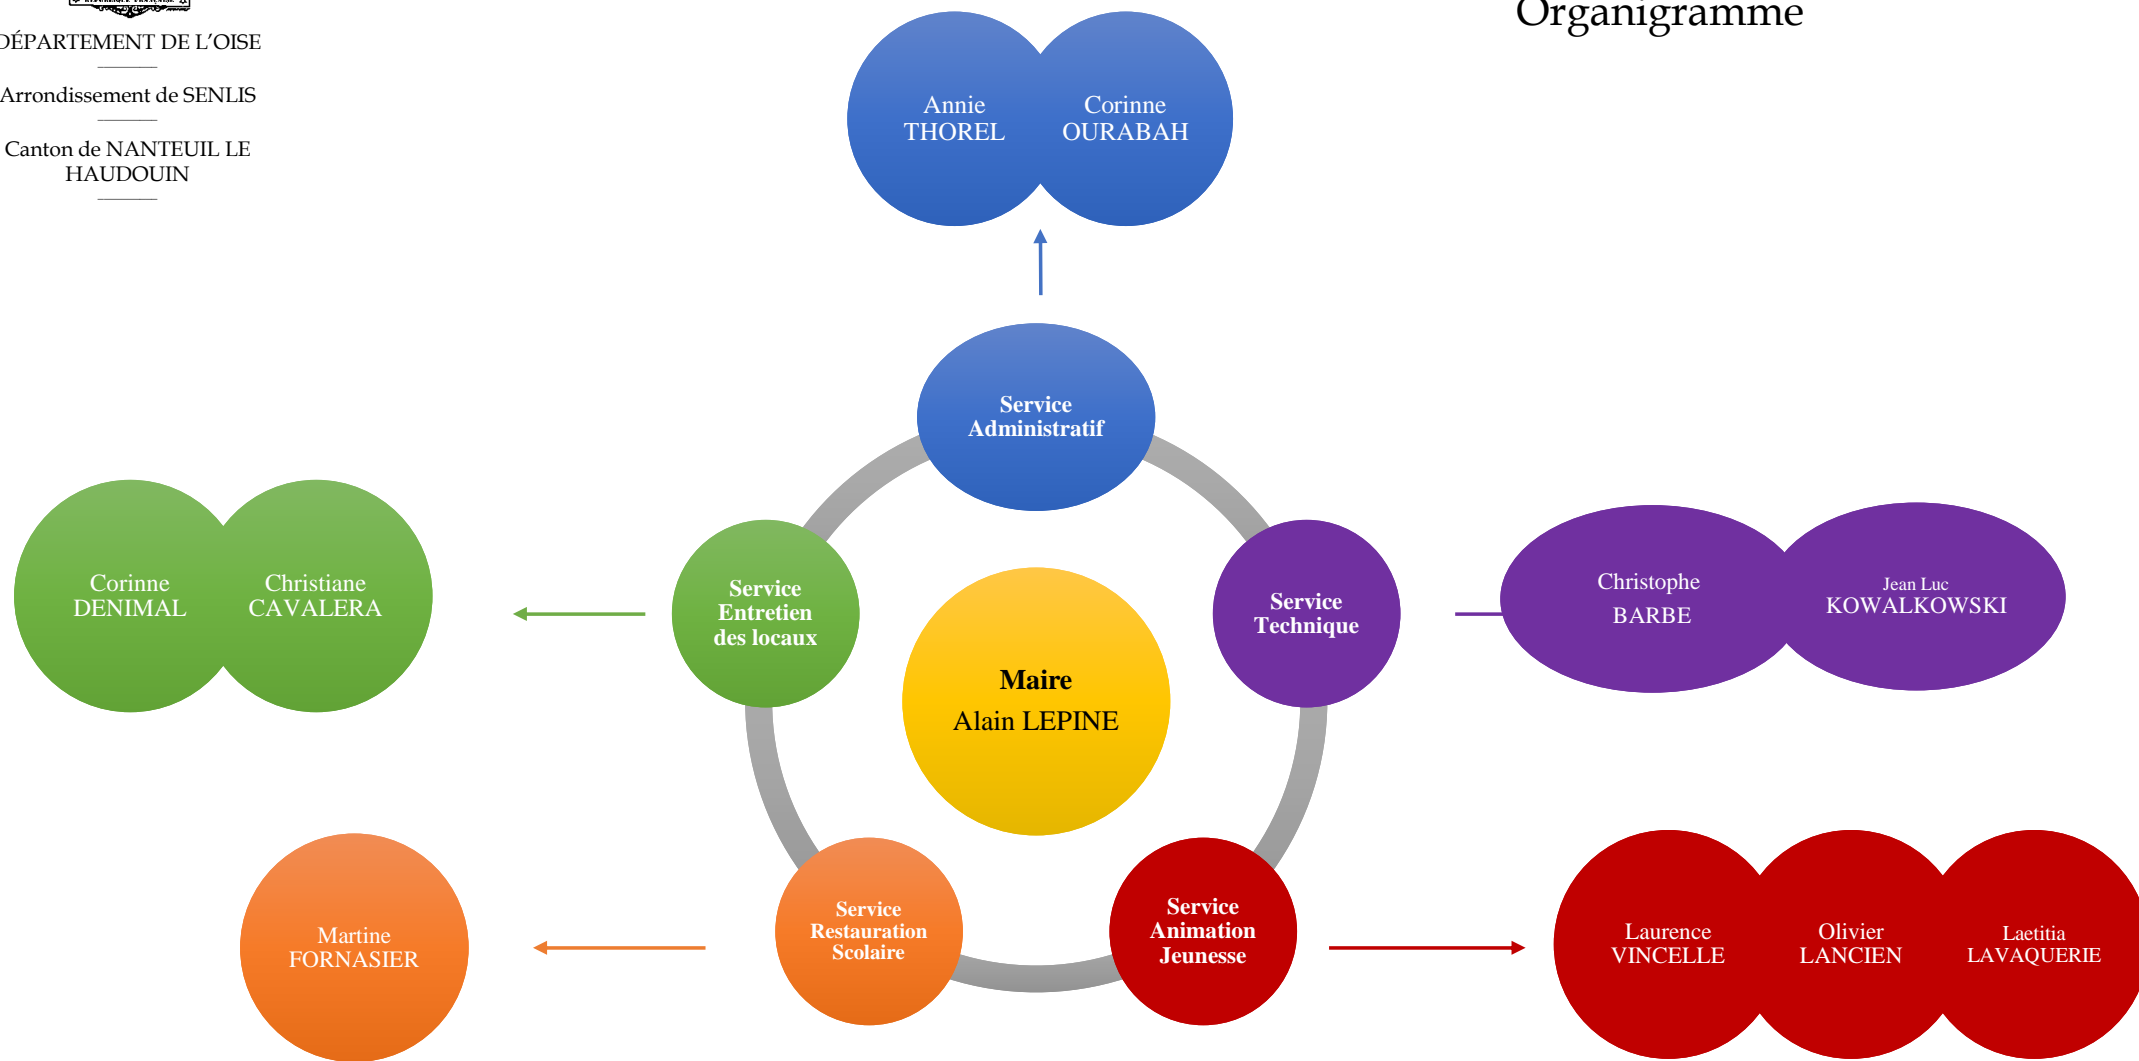 RÉPUBLIQUE FRANÇAISE
DÉPARTEMENT DE L’OISE
Arrondissement de SENLIS
Canton de NANTEUIL LE
HAUDOUIN
Organigramme
Annie
THOREL
Corinne
OURABAH
Service
Administratif
Corinne
DENIMAL
Christiane
CAVALERA
Service
Entretien
des locaux
Maire
Alain LEPINE
Service
Technique
Christophe
BARBE
Jean Luc
KOWALKOWSKI
Martine
FORNASIER
Service
Restauration
Scolaire
Service
Animation
Jeunesse
Laurence
VINCELLE
Olivier
LANCIEN
Laetitia
LAVAQUERIE